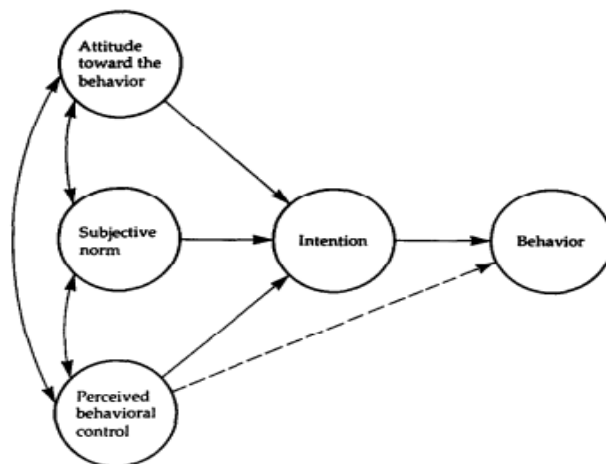 Attitude
toward the
behavior
Subjective
norm
Intention
Behavior
Perceived
behavioral
control